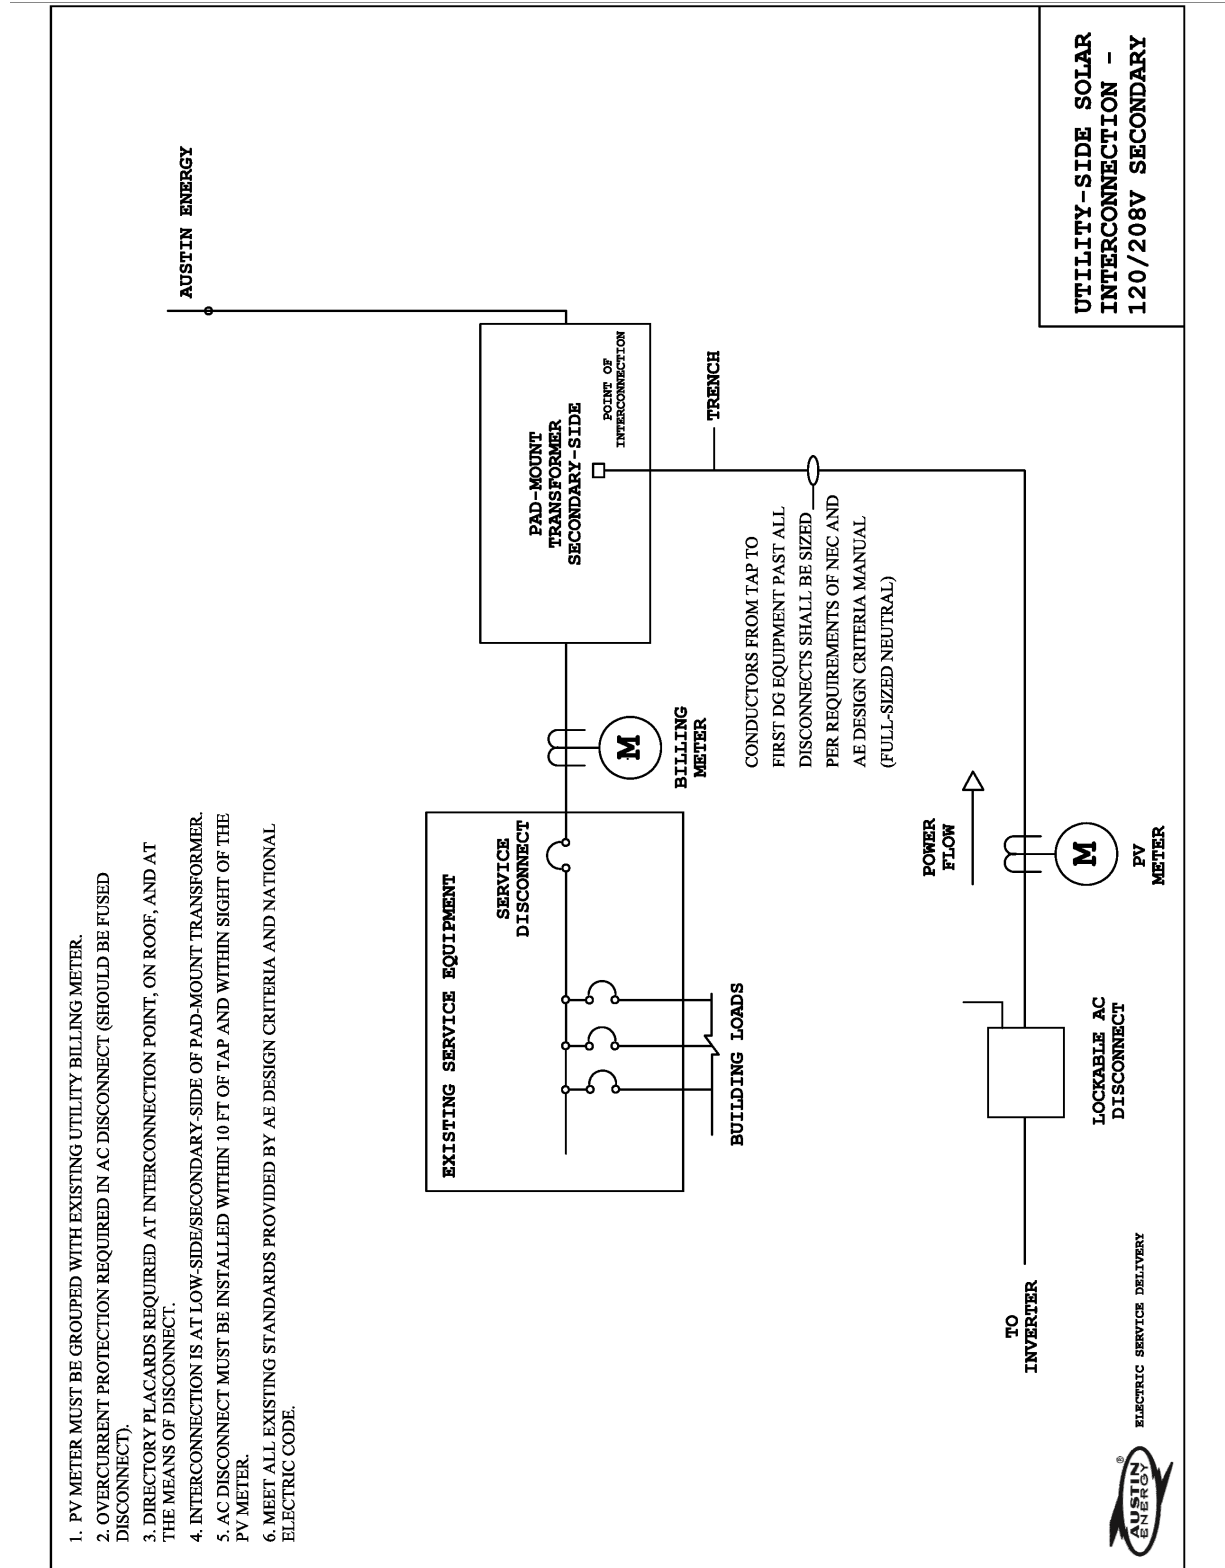 1. PV METER MUST BE GROUPED WITH EXISTING UTILITY BILLING METER.
2. OVERCURRENT PROTECTION REQUIRED IN AC DISCONNECT (SHOULD BE FUSED
DISCONNECT).
3. DIRECTORY PLACARDS REQUIRED AT INTERCONNECTION POINT, ON ROOF, AND AT
THE MEANS OF DISCONNECT.
4. INTERCONNECTION IS AT LOW-SIDE/SECONDARY-SIDE OF PAD-MOUNT TRANSFORMER.
5. AC DISCONNECT MUST BE INSTALLED WITHIN 10 FT OF TAP AND WITHIN SIGHT OF THE
PV METER.
6. MEET ALL EXISTING STANDARDS PROVIDED BY AE DESIGN CRITERIA AND NATIONAL
ELECTRIC CODE.
AUSTIN ENERGY
EXISTING SERVICE EQUIPMENT
SERVICE
DISCONNECT
BUILDING LOADS
M
BILLING
METER
PAD-MOUNT
TRANSFORMER
SECONDARY-SIDE
POINT OF
INTERCONNECTION
TRENCH
CONDUCTORS FROM TAP TO
FIRST DG EQUIPMENT PAST ALL
DISCONNECTS SHALL BE SIZED
PER REQUIREMENTS OF NEC AND
AE DESIGN CRITERIA MANUAL
(FULL-SIZED NEUTRAL)
POWER
FLOW
TO
INVERTER
LOCKABLE AC
DISCONNECT
M
PV
METER
AUSTIN
ENERGY
®
ELECTRIC SERVICE DELIVERY
UTILITY-SIDE SOLAR
INTERCONNECTION -
120/208V SECONDARY